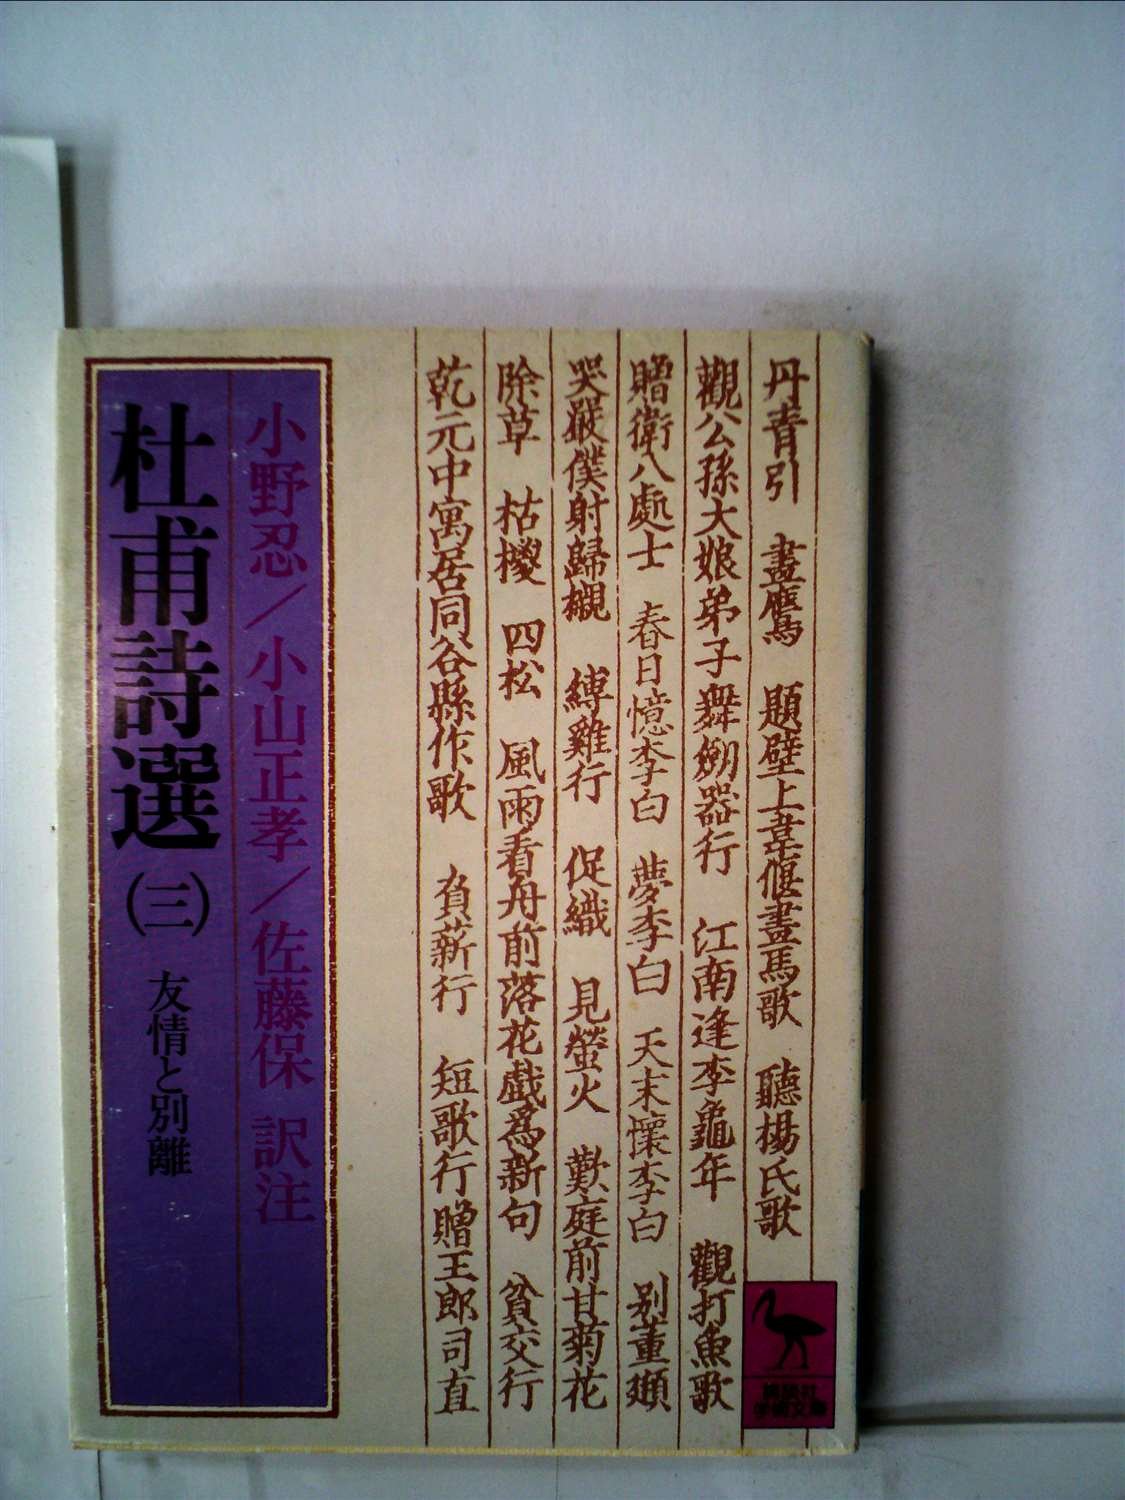 丹青引　畫鷹　題壁上韋偃畫馬歌　聽楊氏歌
觀公孫大娘弟子舞劒器行　江南逢李龜年　觀打魚歌
贈衛八處士　春日憶李白　夢李白　天末懷李白　別董頲
哭嚴僕射歸櫬　縛雞行　促織　見螢火　歎庭前甘菊花
除草　枯椶　四松　風雨看舟前落花戲爲新句　貧交行
乾元中寓居同谷縣作歌　負薪行　短歌行贈王郎司直
小野忍／小山正孝／佐藤保 訳注
杜甫詩選(三) 友情と別離
講談社
学術文庫